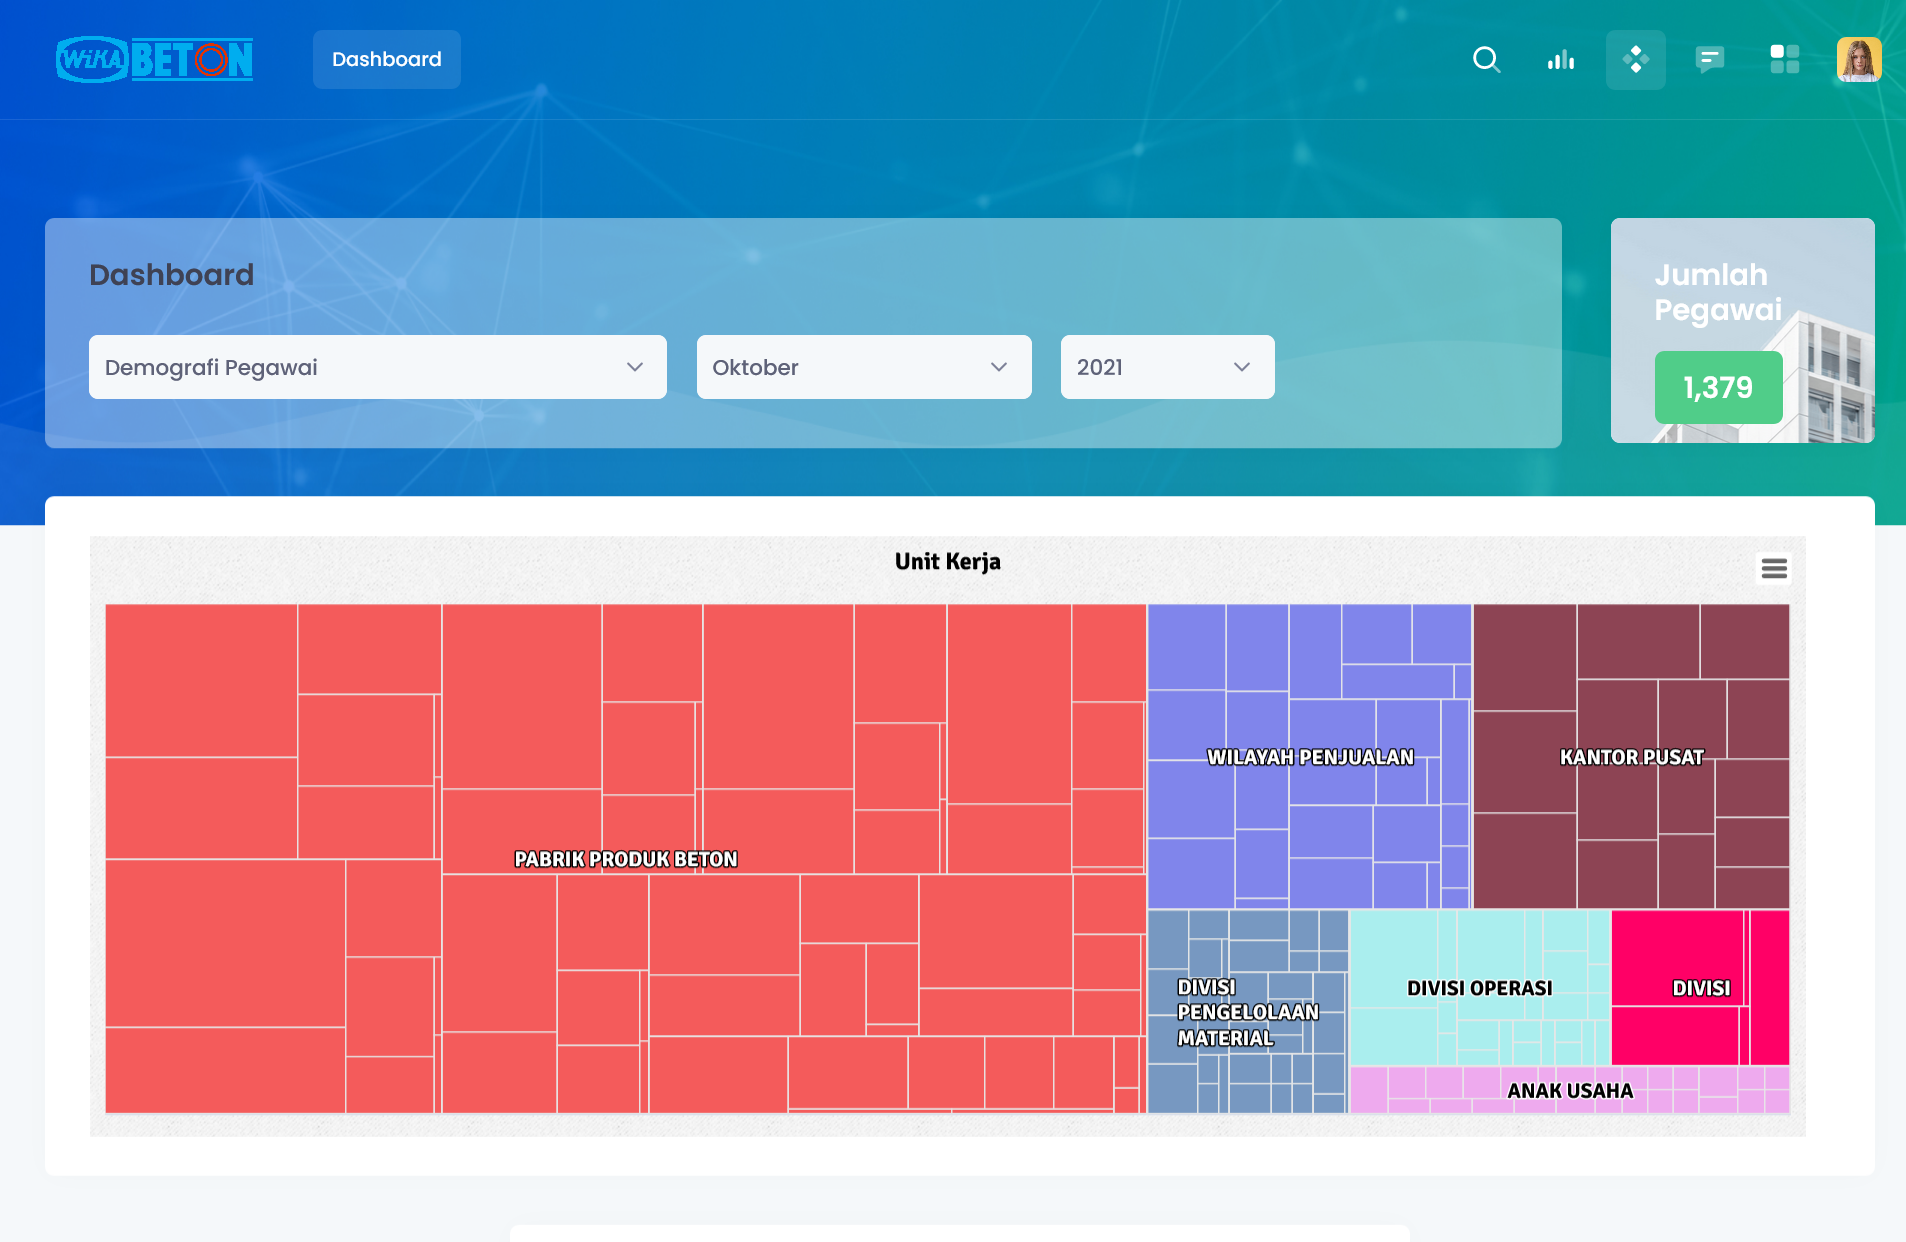 WiKA BETON
Dashboard
Dashboard
Demografi Pegawai
Oktober
2021
Jumlah
Pegawai
1,379
Unit Kerja
PABRIK PRODUK BETON
WILAYAH PENJUALAN
KANTOR PUSAT
DIVISI
PENGELOLAAN
MATERIAL
DIVISI OPERASI
DIVISI
ANAK USAHA